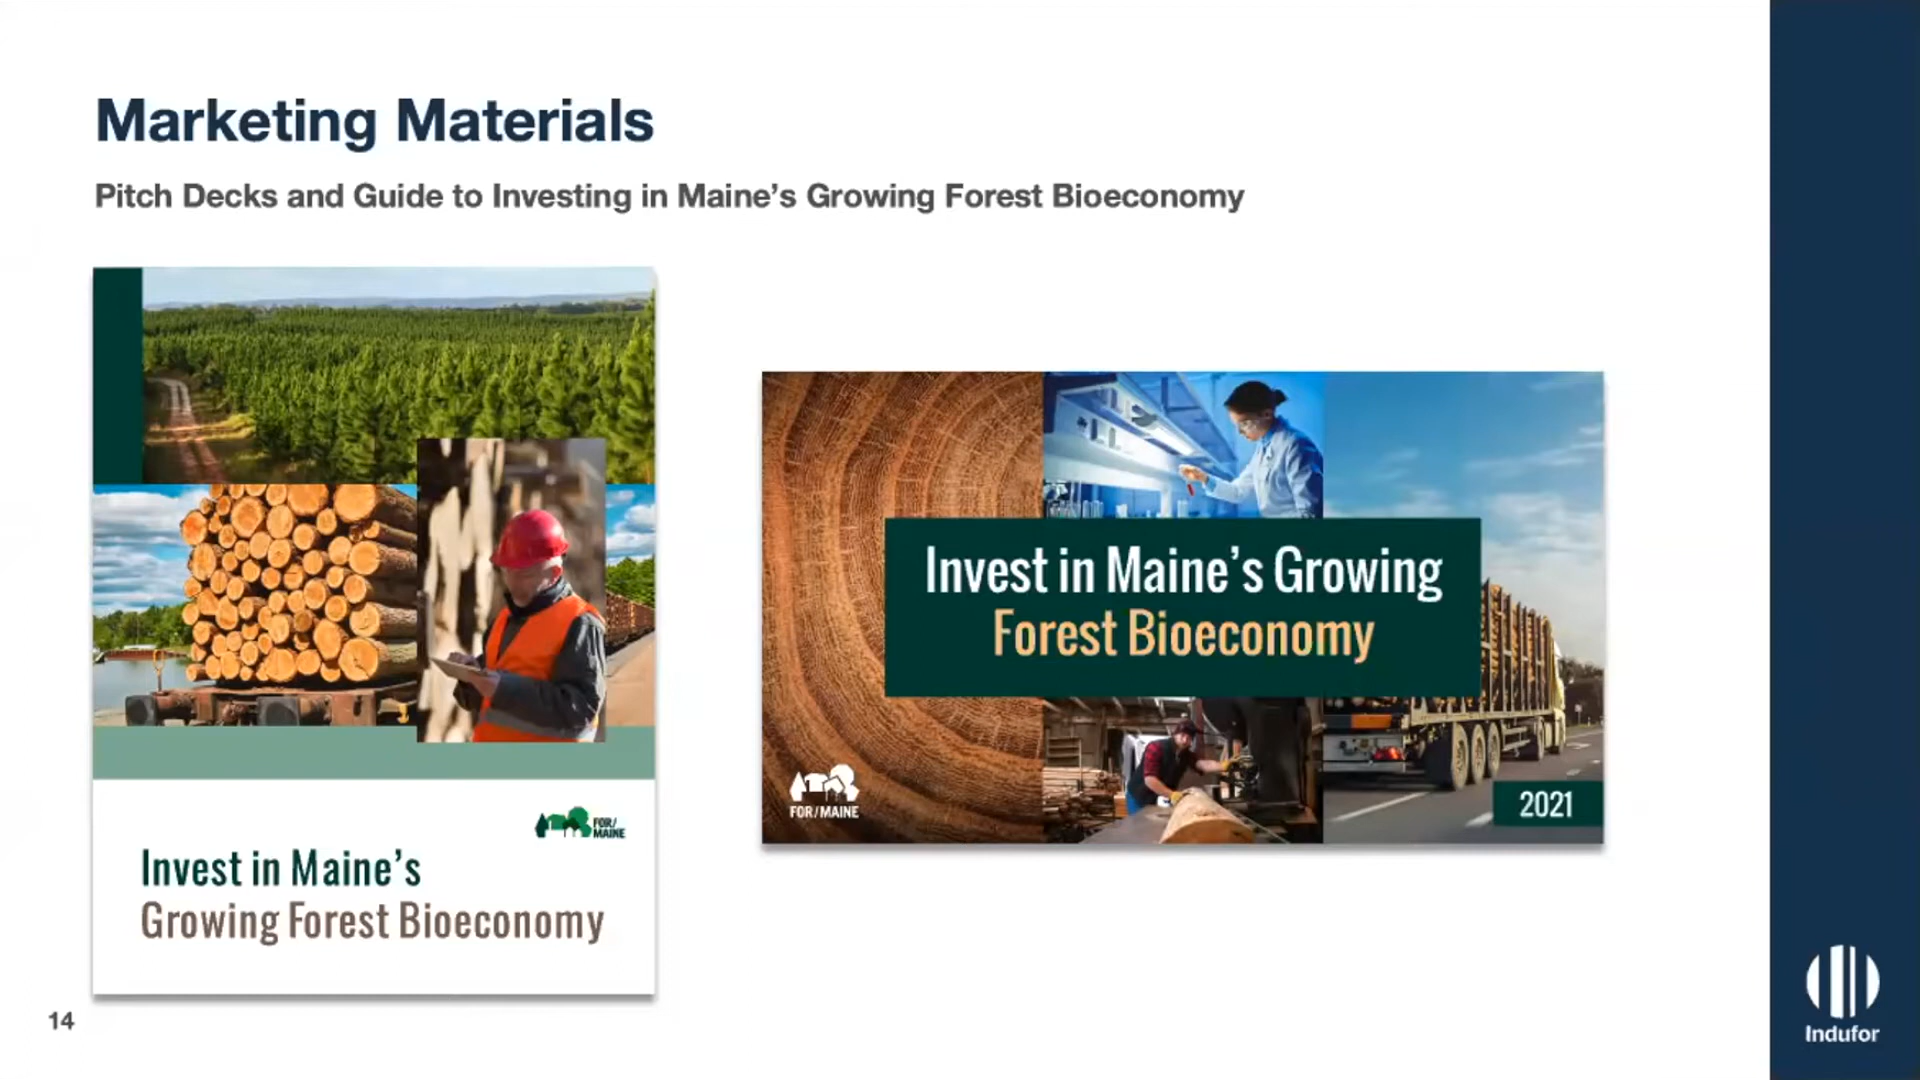 Marketing Materials
Pitch Decks and Guide to Investing in Maine's Growing Forest Bioeconomy
FOR/
MAINE
Invest in Maine's
Growing Forest Bioeconomy
Invest in Maine's Growing
Forest Bioeconomy
FOR/MAINE
2021
14
Indufor